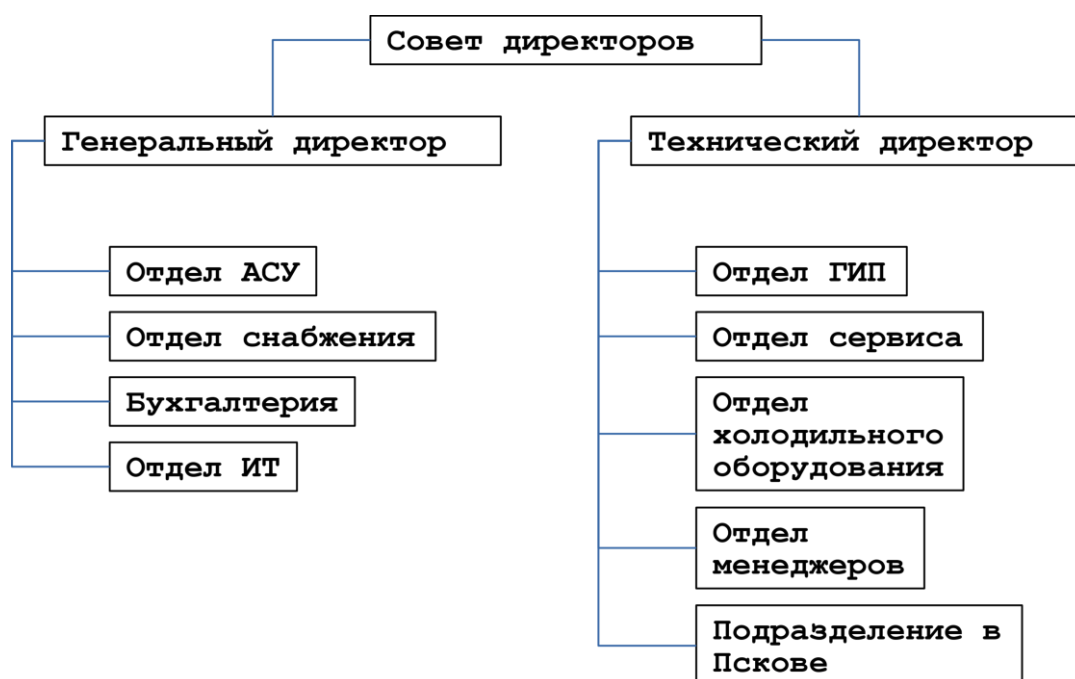 Совет директоров
Генеральный директор
Технический директор
Отдел АСУ
Отдел снабжения
Бухгалтерия
Отдел ИТ
Отдел ГИП
Отдел сервиса
Отдел
холодильного
оборудования
Отдел
менеджеров
Подразделение в
Пскове